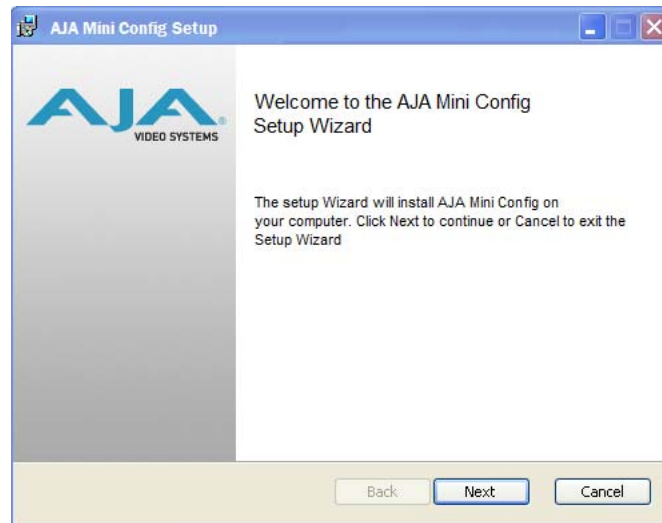 AJA Mini Config Setup
AJA
VIDEO SYSTEMS
Welcome to the AJA Mini Config
Setup Wizard
The setup Wizard will install AJA Mini Config on
your computer. Click Next to continue or Cancel to exit the
Setup Wizard
Back
Next
Cancel